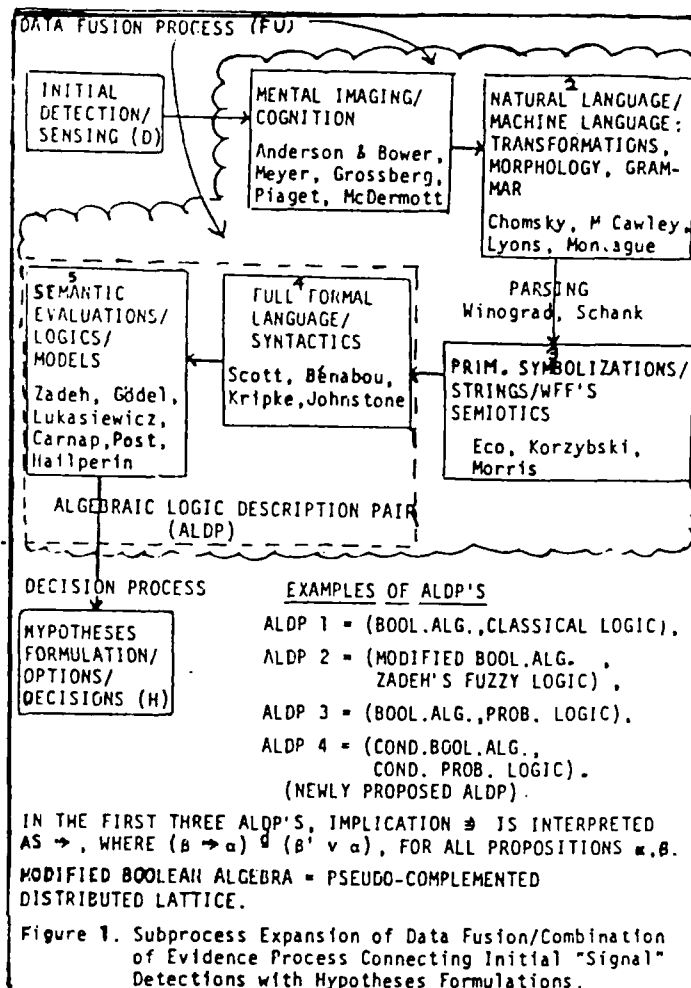 DATA FUSION PROCESS (FU)
INITIAL
DETECTION/
SENSING (D)
MENTAL IMAGING/
COGNITION
Anderson & Bower,
Meyer, Grossberg,
Piaget, McDermott
2
NATURAL LANGUAGE/
MACHINE LANGUAGE:
TRANSFORMATIONS,
MORPHOLOGY, GRAM-
MAR
Chomsky, M Cawley,
Lyons, Mon.ague
PARSING
Winograd, Schank
3
PRIM. SYMBOLIZATIONS/
STRINGS/WFF'S
SEMIOTICS
Eco, Korzybski,
Morris
4
FULL FORMAL
LANGUAGE/
SYNTACTICS
Scott, Bénabou,
Kripke,Johnstone
5
SEMANTIC
EVALUATIONS/
LOGICS/
MODELS
Zadeh, Gödel,
Lukasiewicz,
Carnap,Post,
Hailperin
ALGEBRAIC LOGIC DESCRIPTION PAIR
(ALDP)
DECISION PROCESS
HYPOTHESES
FORMULATION/
OPTIONS/
DECISIONS (H)
EXAMPLES OF ALDP'S
ALDP 1 = (BOOL.ALG.,CLASSICAL LOGIC),
ALDP 2 = (MODIFIED BOOL.ALG. ,
ZADEH'S FUZZY LOGIC) ,
ALDP 3 = (BOOL.ALG.,PROB. LOGIC),
ALDP 4 = (COND.BOOL.ALG.,
COND. PROB. LOGIC).
(NEWLY PROPOSED ALDP)
IN THE FIRST THREE ALDP'S, IMPLICATION IS INTERPRETED
AS →, WHERE (β → α) (β' v α), FOR ALL PROPOSITIONS α,β.
MODIFIED BOOLEAN ALGEBRA = PSEUDO-COMPLEMENTED
DISTRIBUTED LATTICE.
Figure 1. Subprocess Expansion of Data Fusion/Combination
of Evidence Process Connecting Initial "Signal"
Detections with Hypotheses Formulations.